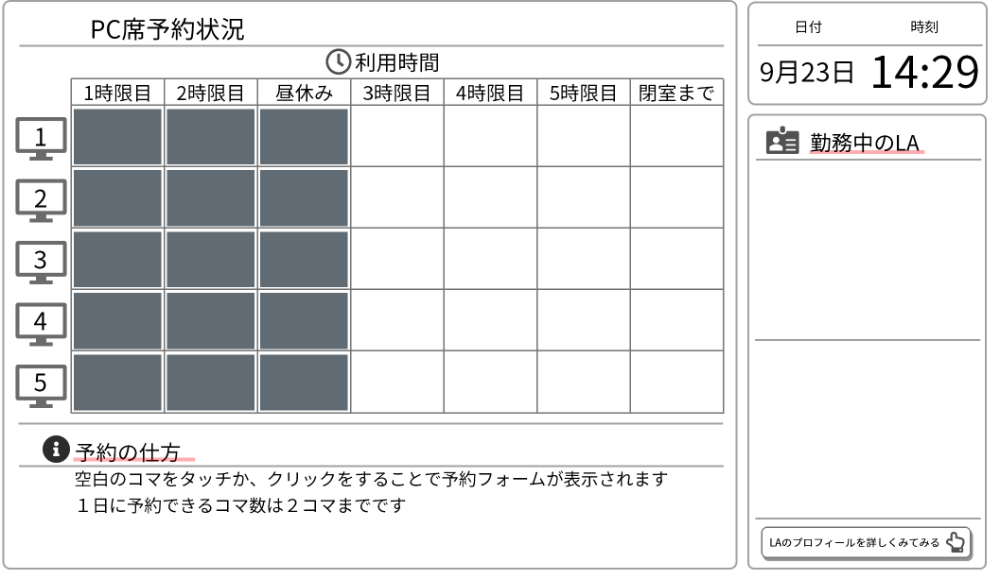 PC席予約状況
利用時間
1時限目 2時限目 昼休み 3時限目 4時限目 5時限目 閉室まで
1
2
3
4
5
予約の仕方
空白のコマをタッチか、クリックをすることで予約フォームが表示されます
１日に予約できるコマ数は２コマまでです
日付 時刻
9月23日 14:29
勤務中のLA
LAのプロフィールを詳しくみてみる